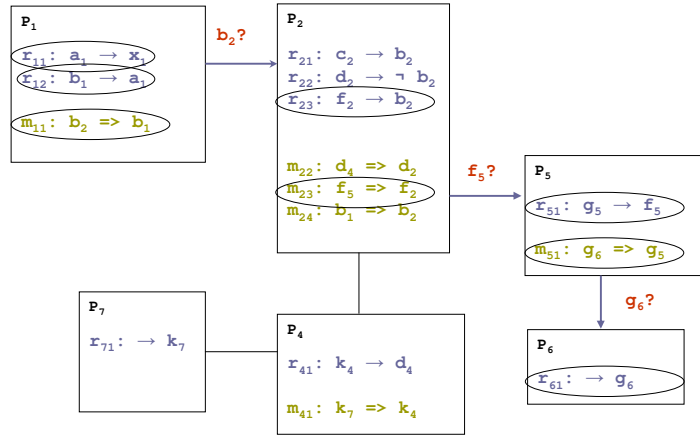 P₁
r₁₁: a₁ → x₁
r₁₂: b₁ → a₁
m₁₁: b₂ => b₁
b₂?
P₂
r₂₁: c₂ → b₂
r₂₂: d₂ → ¬ b₂
r₂₃: f₂ → b₂
m₂₂: d₄ => d₂
m₂₃: f₅ => f₂
m₂₄: b₁ => b₂
f₅?
P₅
r₅₁: g₅ → f₅
m₅₁: g₆ => g₅
g₆?
P₇
r₇₁: → k₇
P₄
r₄₁: k₄ → d₄
m₄₁: k₇ => k₄
P₆
r₆₁: → g₆